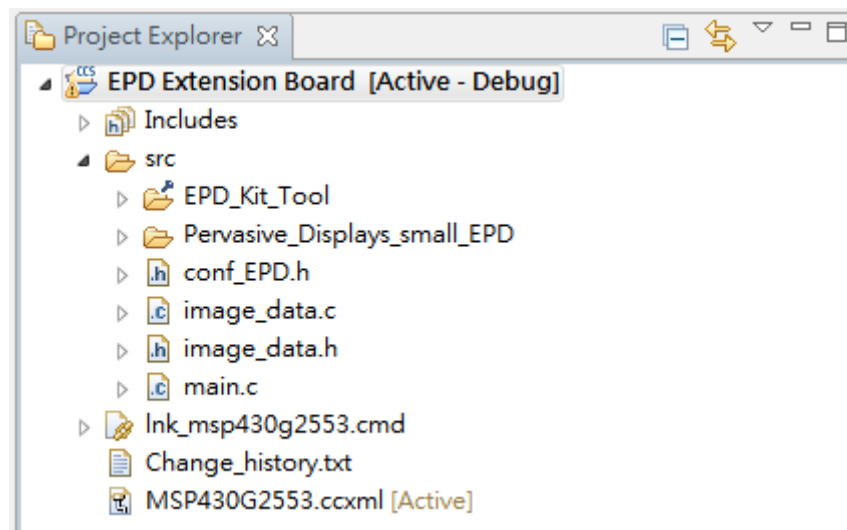 Project Explorer
EPD Extension Board [Active - Debug]
Includes
src
EPD_Kit_Tool
Pervasive_Displays_small_EPD
conf_EPD.h
image_data.c
image_data.h
main.c
lnk_msp430g2553.cmd
Change_history.txt
MSP430G2553.ccxml [Active]